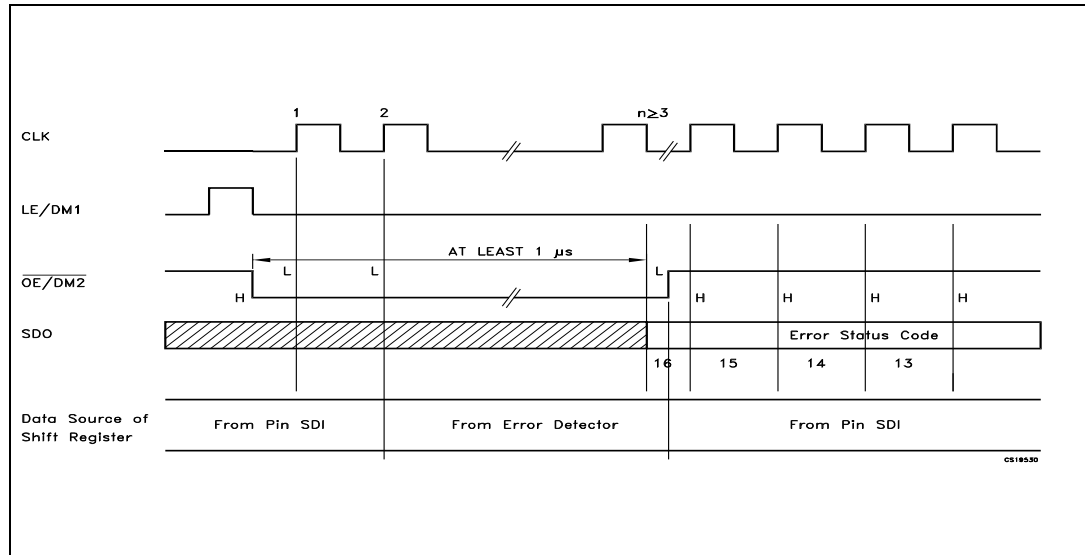 1 2 n≥3
CLK
LE/DM1
AT LEAST 1 µs
OE/DM2
L L L
H H H H H
SDO
Error Status Code
16 15 14 13
Data Source of
Shift Register
From Pin SDI From Error Detector From Pin SDI
CS19530